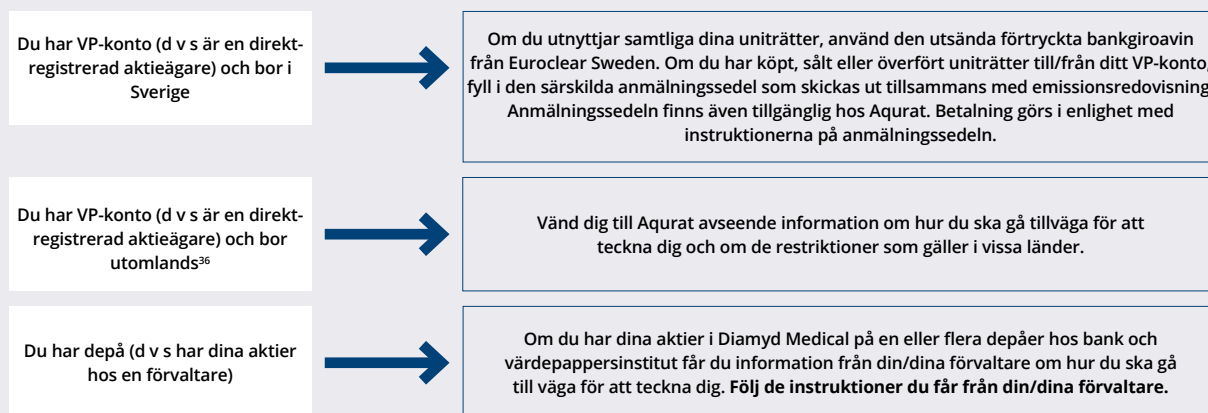 Du har VP-konto (d v s är en direkt-
registrerad aktieägare) och bor i
Sverige
Om du utnyttjar samtliga dina uniträtter, använd den utsända förtryckta bankgiroavin
från Euroclear Sweden. Om du har köpt, sålt eller överfört uniträtter till/från ditt VP-konto,
fyll i den särskilda anmälningssedel som skickas ut tillsammans med emissionsredovisning
Anmälningssedeln finns även tillgänglig hos Aqurat. Betalning görs i enlighet med
instruktionerna på anmälningssedeln.
Du har VP-konto (d v s är en direkt-
registrerad aktieägare) och bor
utomlands³⁶
Vänd dig till Aqurat avseende information om hur du ska gå tillväga för att
teckna dig och om de restriktioner som gäller i vissa länder.
Du har depå (d v s har dina aktier
hos en förvaltare)
Om du har dina aktier i Diamyd Medical på en eller flera depåer hos bank och
värdepappersinstitut får du information från din/dina förvaltare om hur du ska gå
till väga för att teckna dig. Följ de instruktioner du får från din/dina förvaltare.